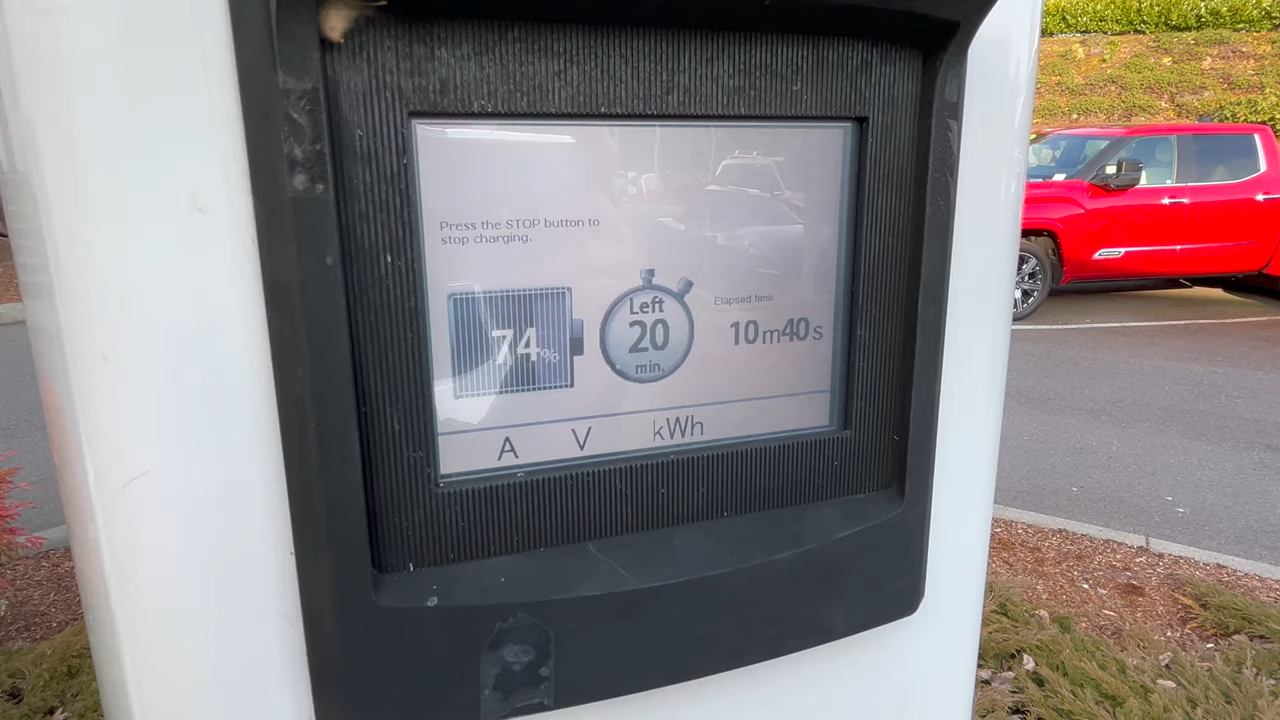 Press the STOP button to
stop charging.
74%
Left
20
min.
Elapsed time
10m40s
A V kWh